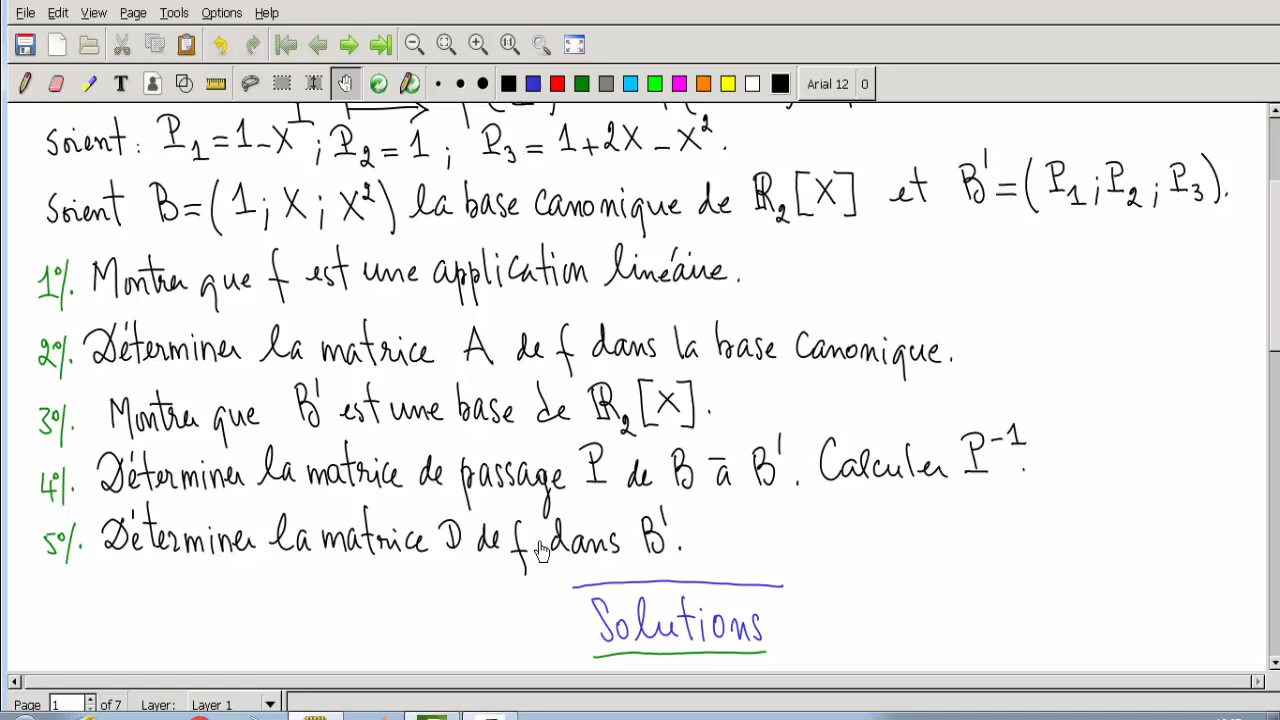 File Edit View Page Tools Options Help
Arial 12 0
Soient : P₁ = 1 - X ; P₂ = 1 ; P₃ = 1 + 2X - X².
Soient B = (1 ; X ; X²) la base canonique de ℝ₂[X] et B' = (P₁ ; P₂ ; P₃).
1°/. Montrer que f est une application linéaire.
2°/. Déterminer la matrice A de f dans la base canonique.
3°/. Montrer que B' est une base de ℝ₂[X].
4°/. Déterminer la matrice de passage P de B à B'. Calculer P⁻¹.
5°/. Déterminer la matrice D de f dans B'.
Solutions
Page 1 of 7 Layer: Layer 1